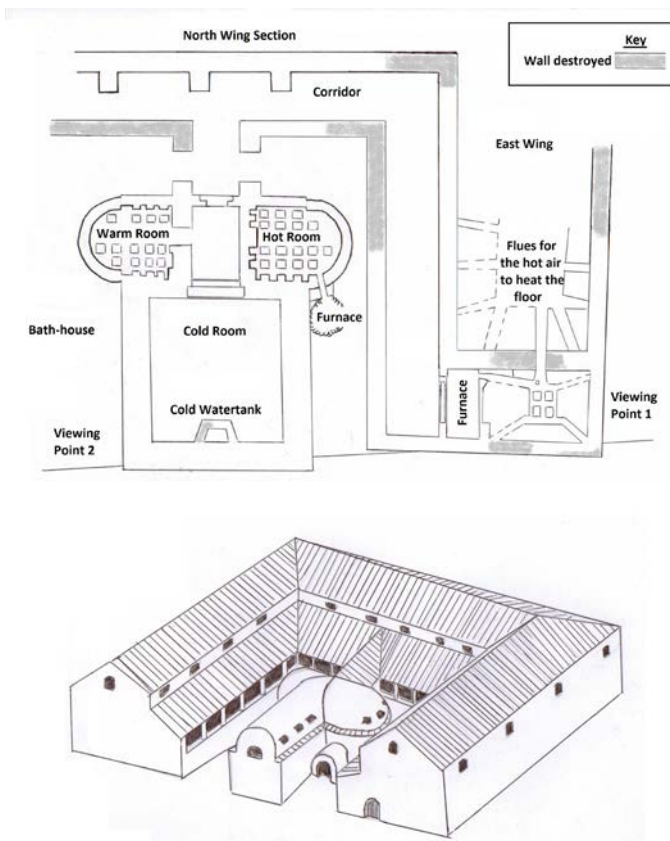 North Wing Section
Key
Wall destroyed
Corridor
East Wing
Warm Room
Hot Room
Flues for
the hot air
to heat the
floor
Bath-house
Cold Room
Furnace
Furnace
Cold Watertank
Viewing
Point 2
Viewing
Point 1